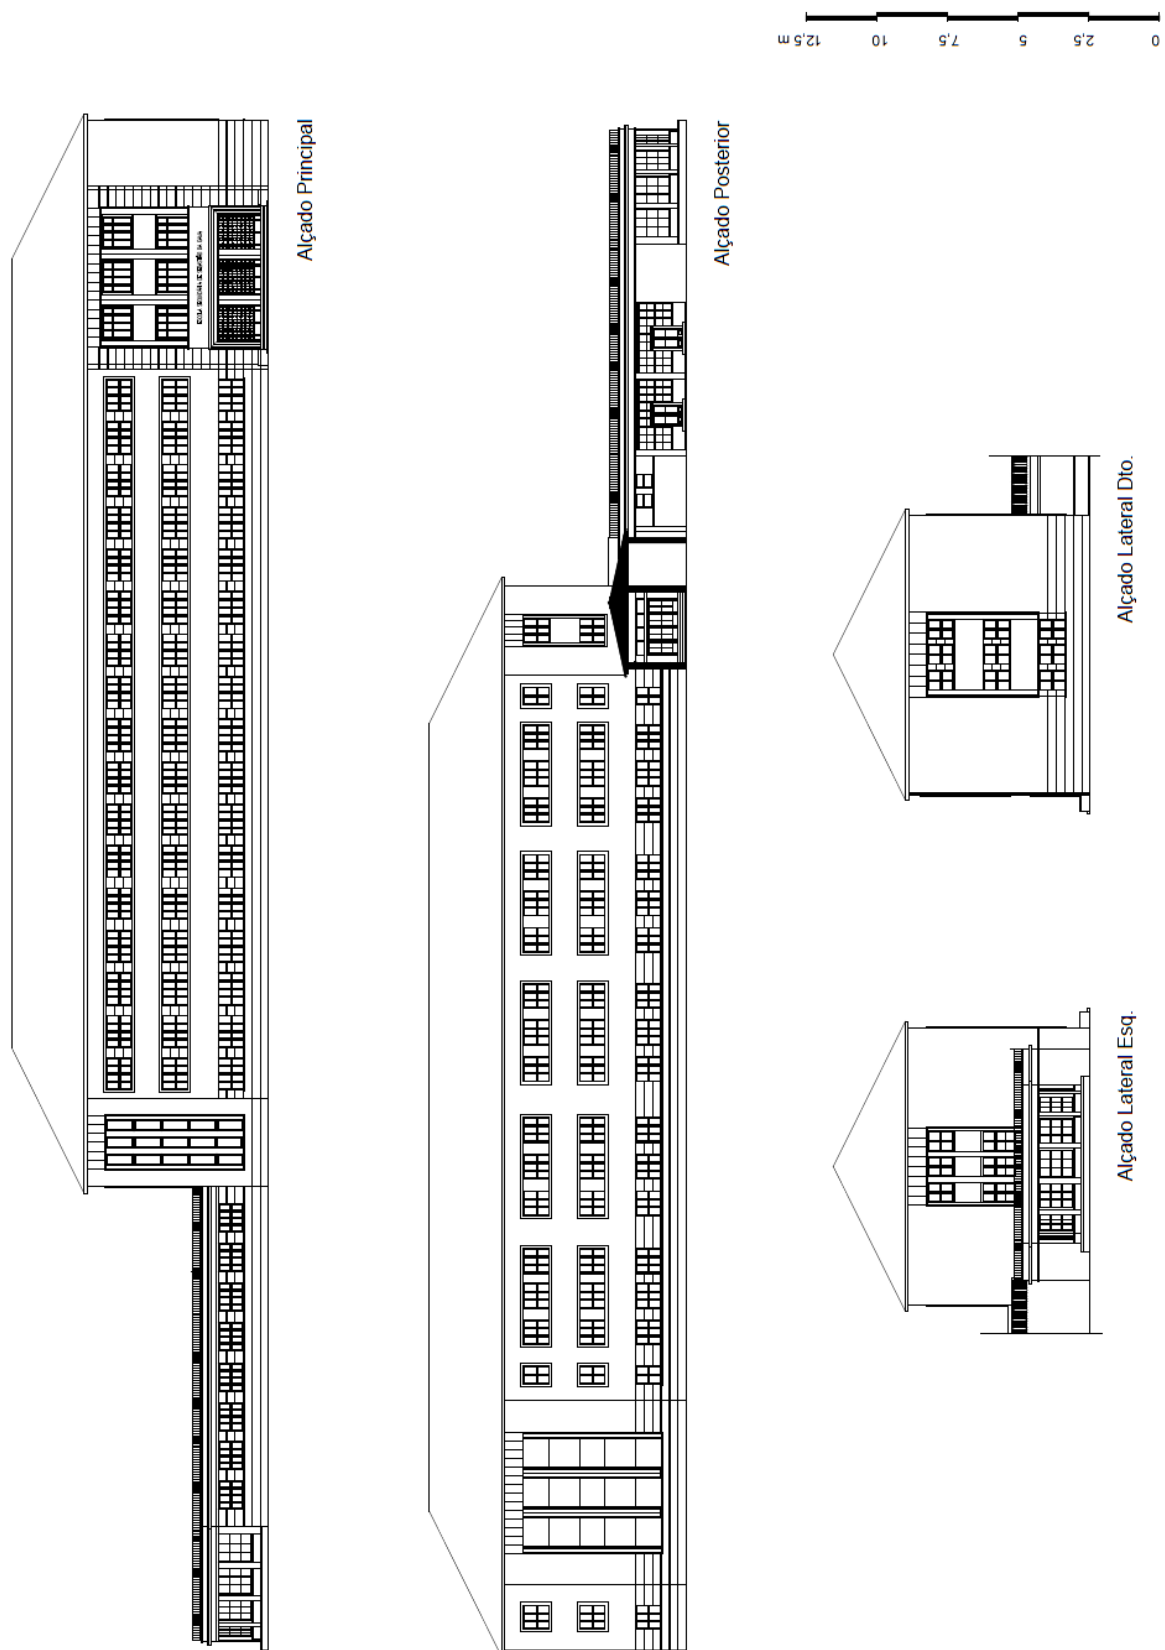 0 2,5 5 7,5 10 12,5 m
Alçado Principal
Alçado Posterior
Alçado Lateral Dto.
Alçado Lateral Esq.